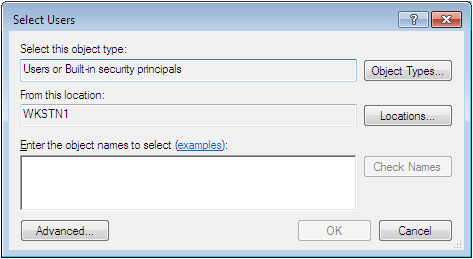 Select Users
?
Select this object type:
Users or Built-in security principals
Object Types...
From this location:
WKSTN1
Locations...
Enter the object names to select (examples):
Check Names
Advanced...
OK
Cancel